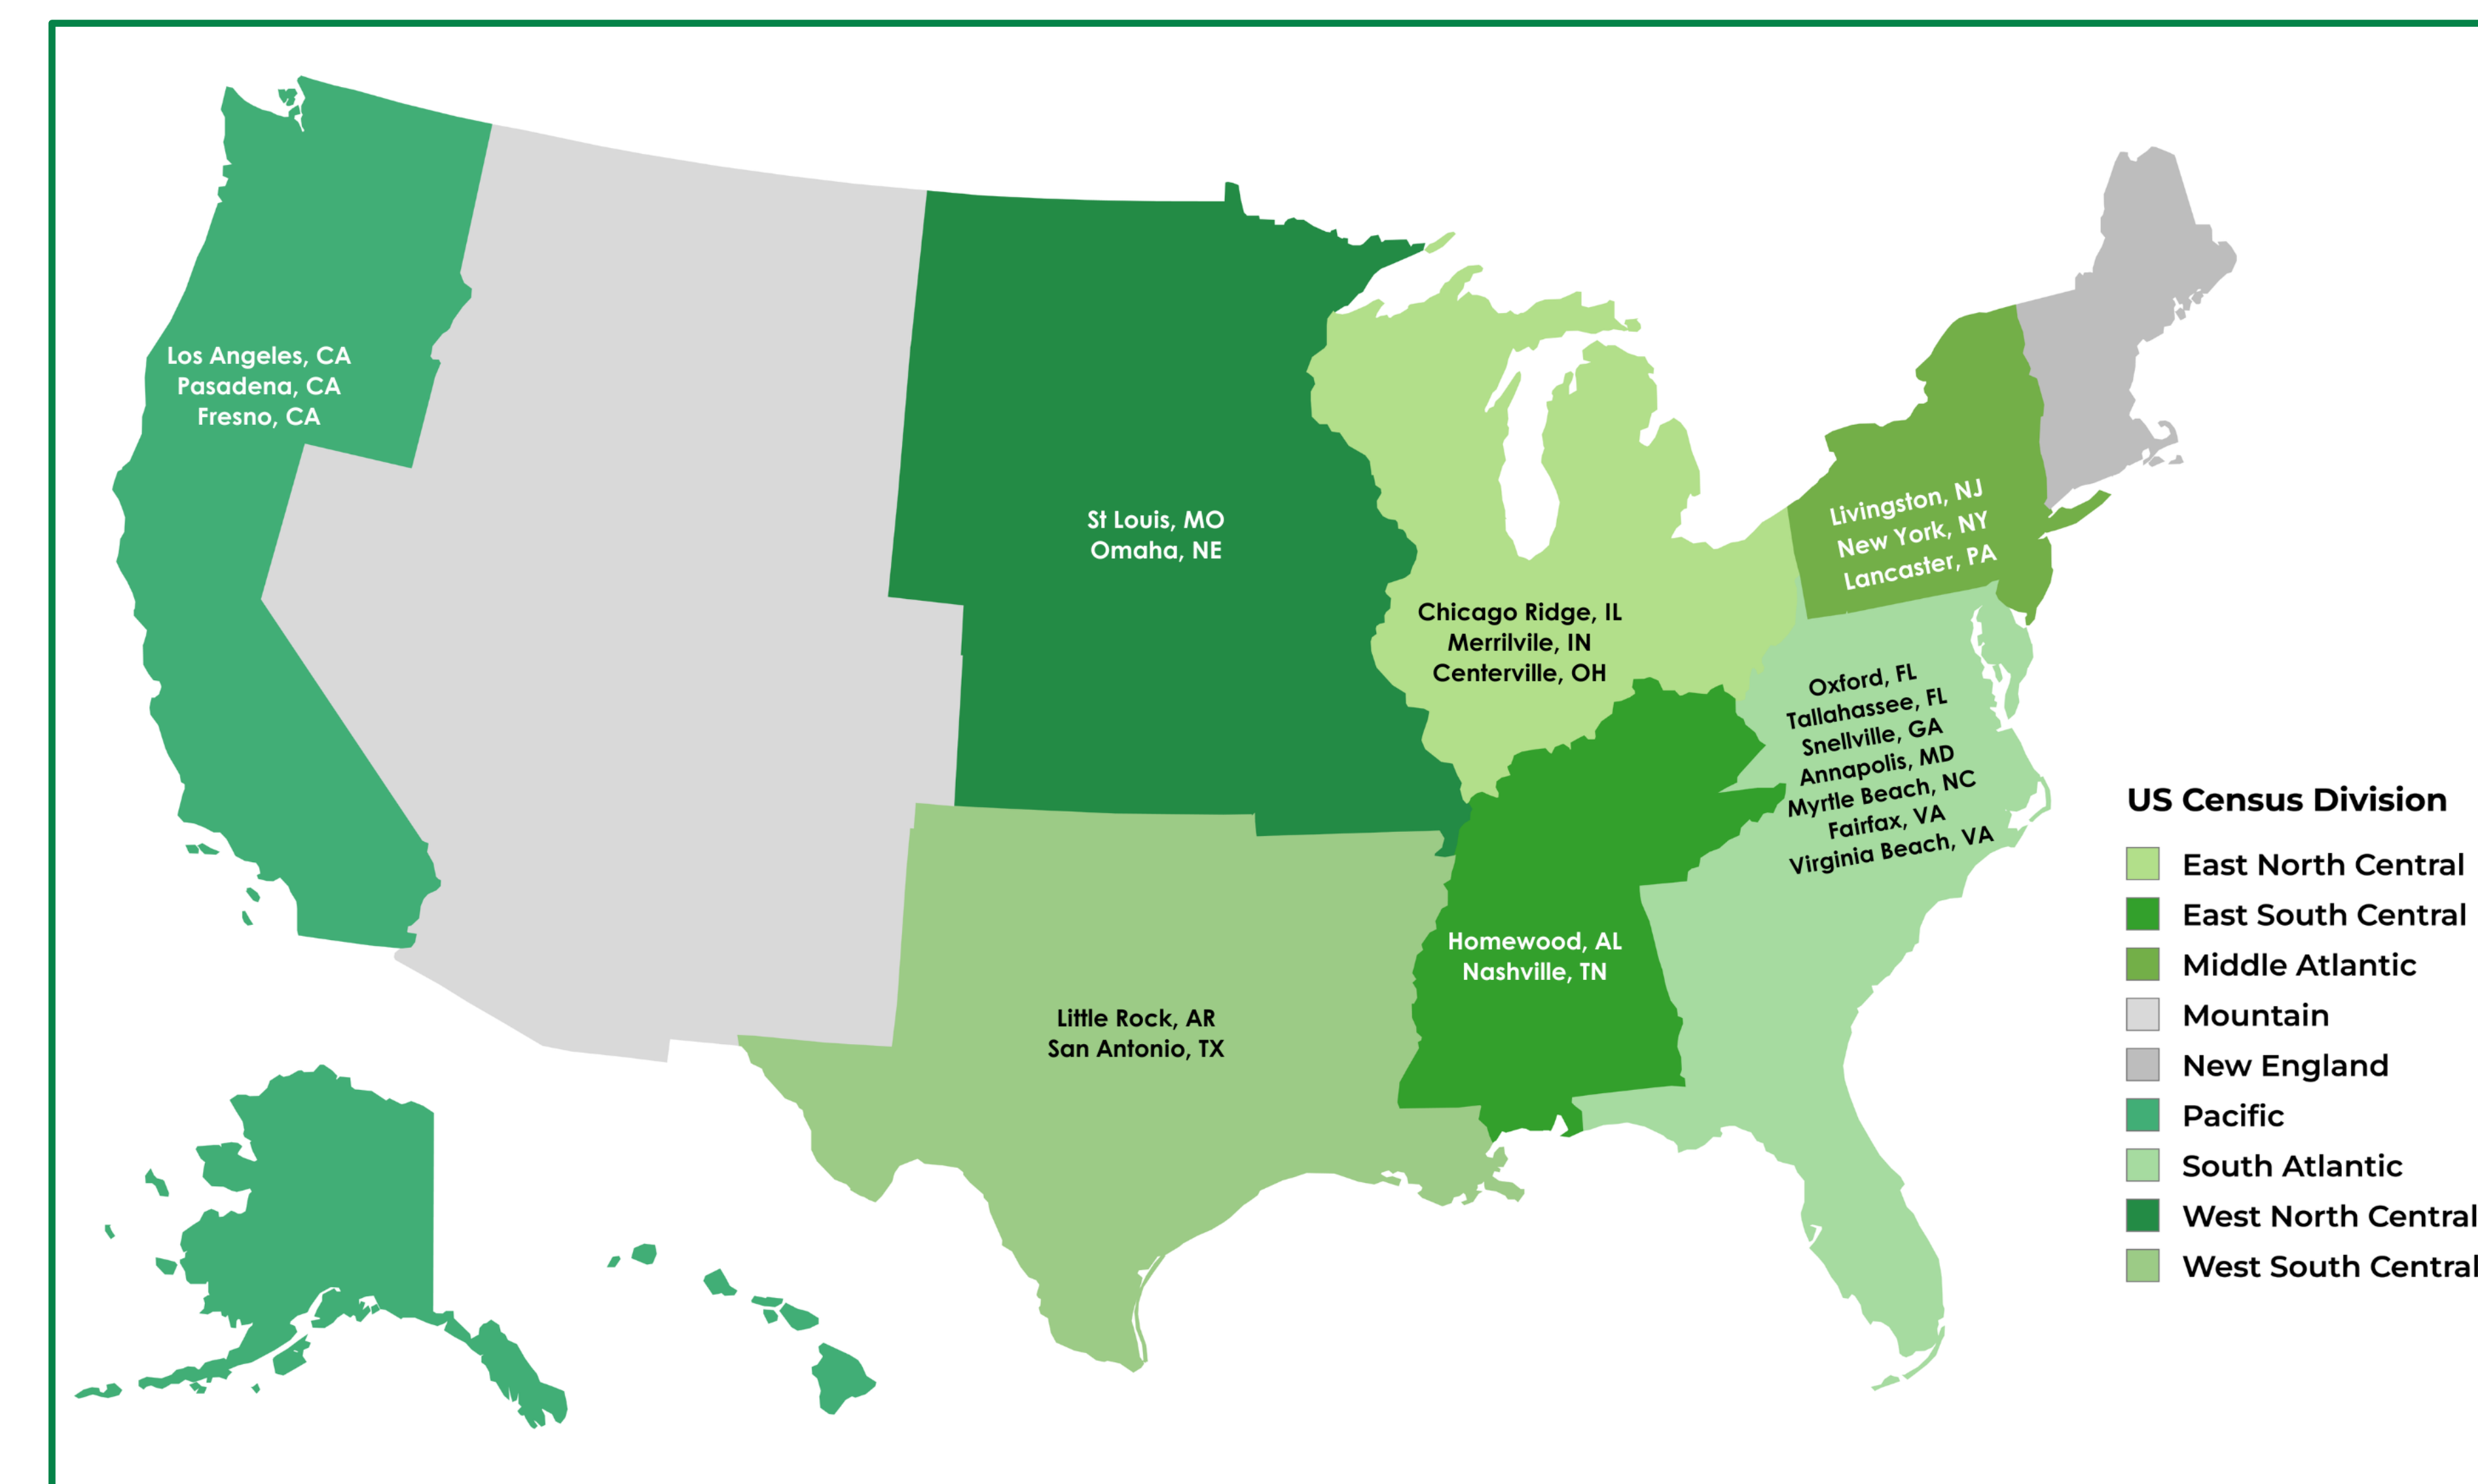 Los Angeles, CA
Pasadena, CA
Fresno, CA
St Louis, MO
Omaha, NE
Chicago Ridge, IL
Merrilvile, IN
Centerville, OH
Livingston, NJ
New York, NY
Lancaster, PA
Oxford, FL
Tallahassee, FL
Snellville, GA
Annapolis, MD
Myrtle Beach, NC
Fairfax, VA
Virginia Beach, VA
Homewood, AL
Nashville, TN
Little Rock, AR
San Antonio, TX
US Census Division
East North Central
East South Central
Middle Atlantic
Mountain
New England
Pacific
South Atlantic
West North Central
West South Central